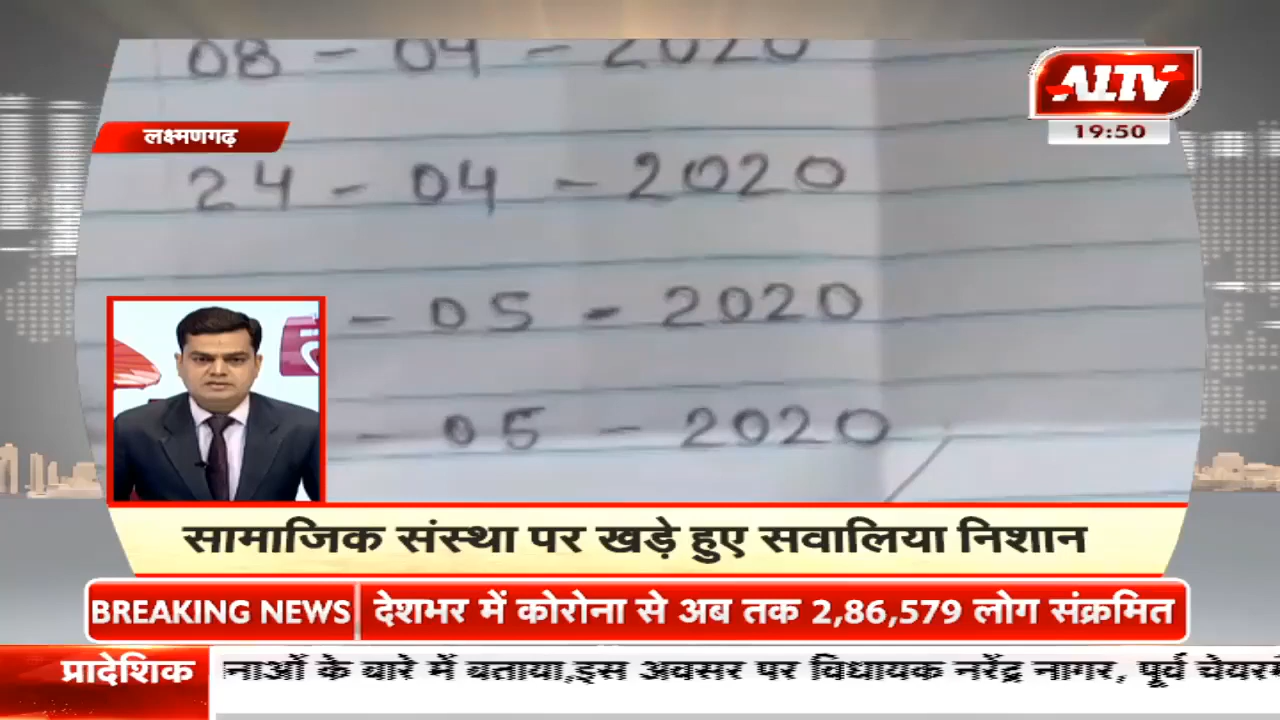 08 - 04 - 2020
ALTV
19:50
लक्ष्मणगढ़
24 - 04 - 2020
- 05 - 2020
- 05 - 2020
सामाजिक संस्था पर खड़े हुए सवालिया निशान
BREAKING NEWS देशभर में कोरोना से अब तक 2,86,579 लोग संक्रमित
प्रादेशिक नाओं के बारे में बताया,इस अवसर पर विधायक नरेंद्र नागर, पूर्व